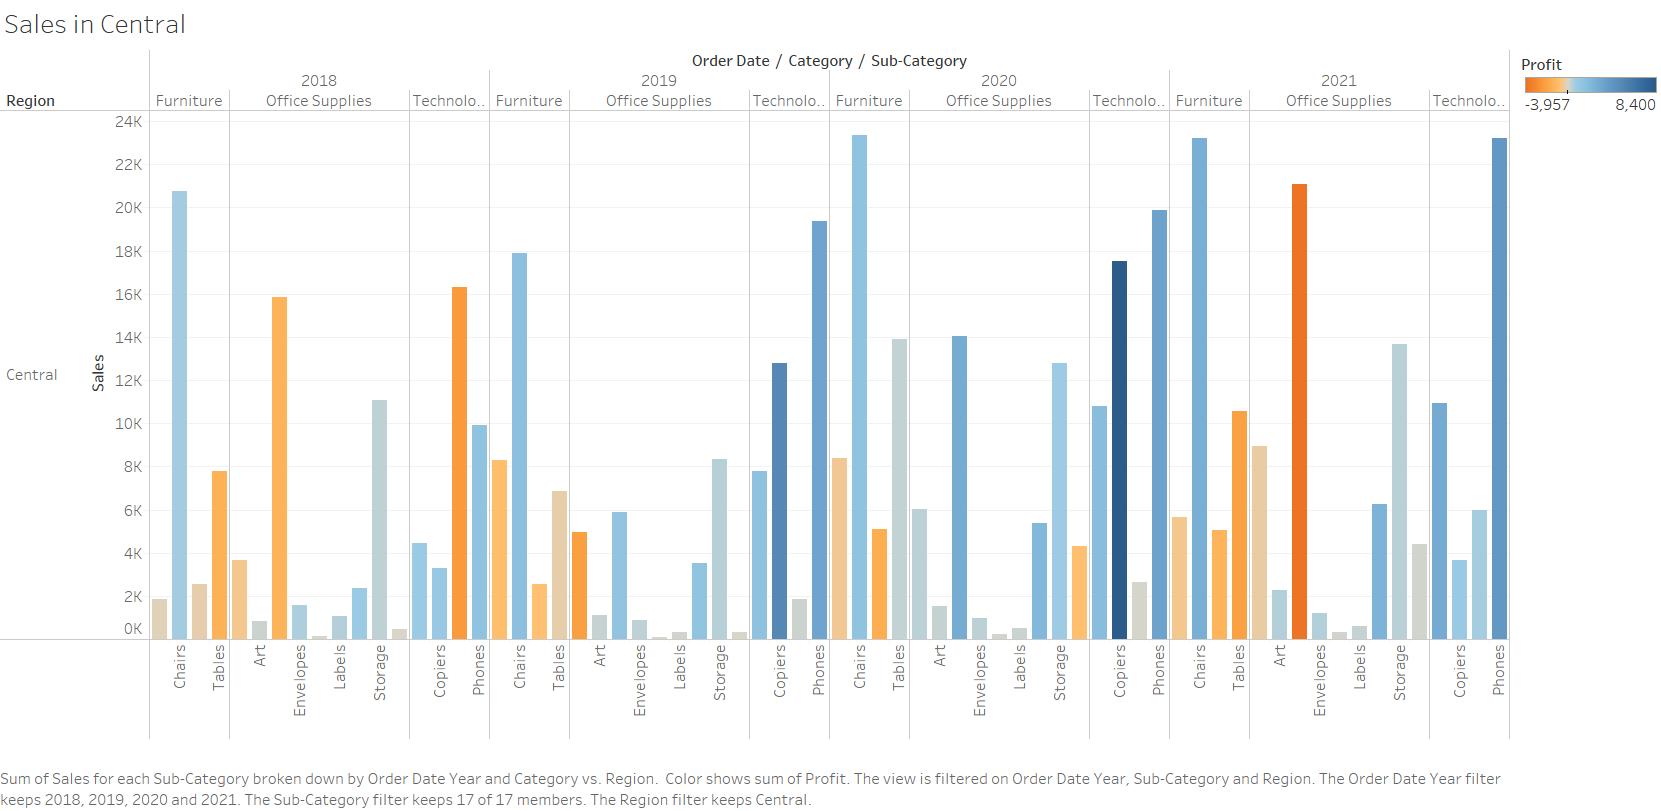 Sales in Central
Order Date / Category / Sub-Category
Profit
2018 2019 2020 2021
-3,957 8,400
Region Furniture Office Supplies Technolo.. Furniture Office Supplies Technolo.. Furniture Office Supplies Technolo.. Furniture Office Supplies Technolo..
24K
22K
20K
18K
16K
14K
12K
10K
8K
6K
4K
2K
0K
Central
Sales
Chairs Tables Art Envelopes Labels Storage Copiers Phones Chairs Tables Art Envelopes Labels Storage Copiers Phones Chairs Tables Art Envelopes Labels Storage Copiers Phones Chairs Tables Art Envelopes Labels Storage Copiers Phones
Sum of Sales for each Sub-Category broken down by Order Date Year and Category vs. Region.  Color shows sum of Profit. The view is filtered on Order Date Year, Sub-Category and Region. The Order Date Year filter
keeps 2018, 2019, 2020 and 2021. The Sub-Category filter keeps 17 of 17 members. The Region filter keeps Central.